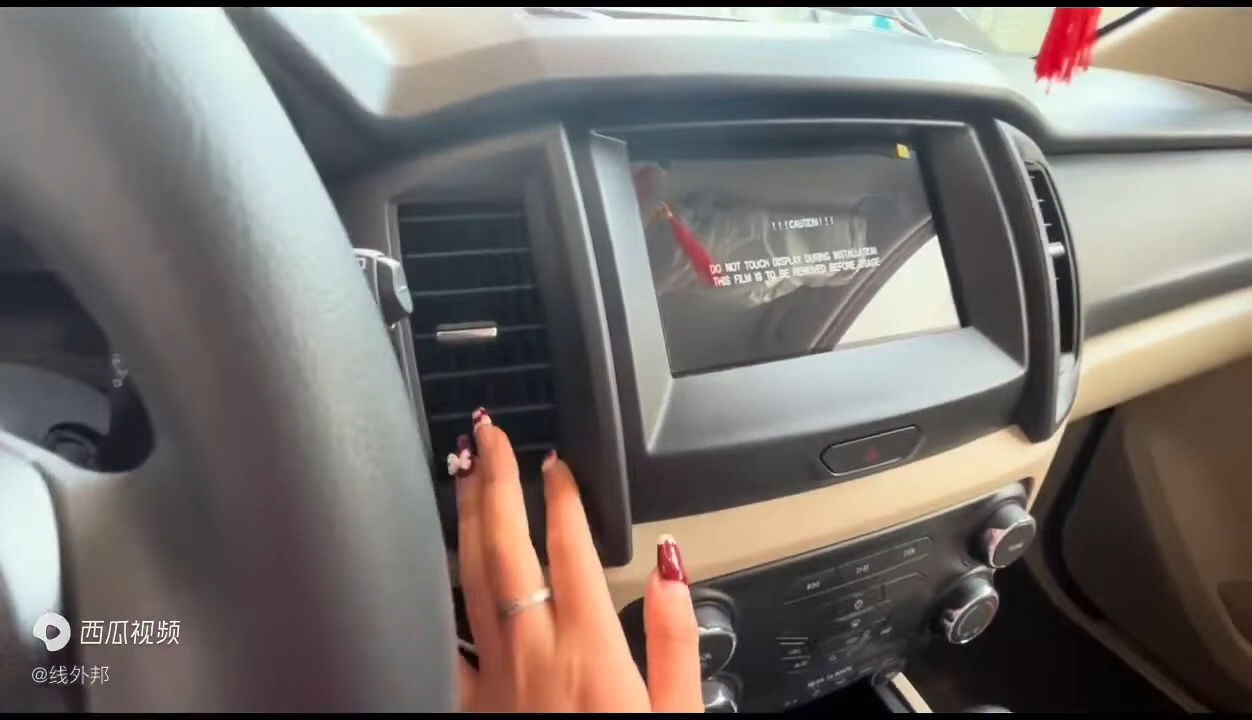 ! ! ! CAUTION ! ! !
DO NOT TOUCH DISPLAY DURING INSTALLATION
THIS FILM IS TO BE REMOVED BEFORE USAGE
西瓜视频
@线外邦